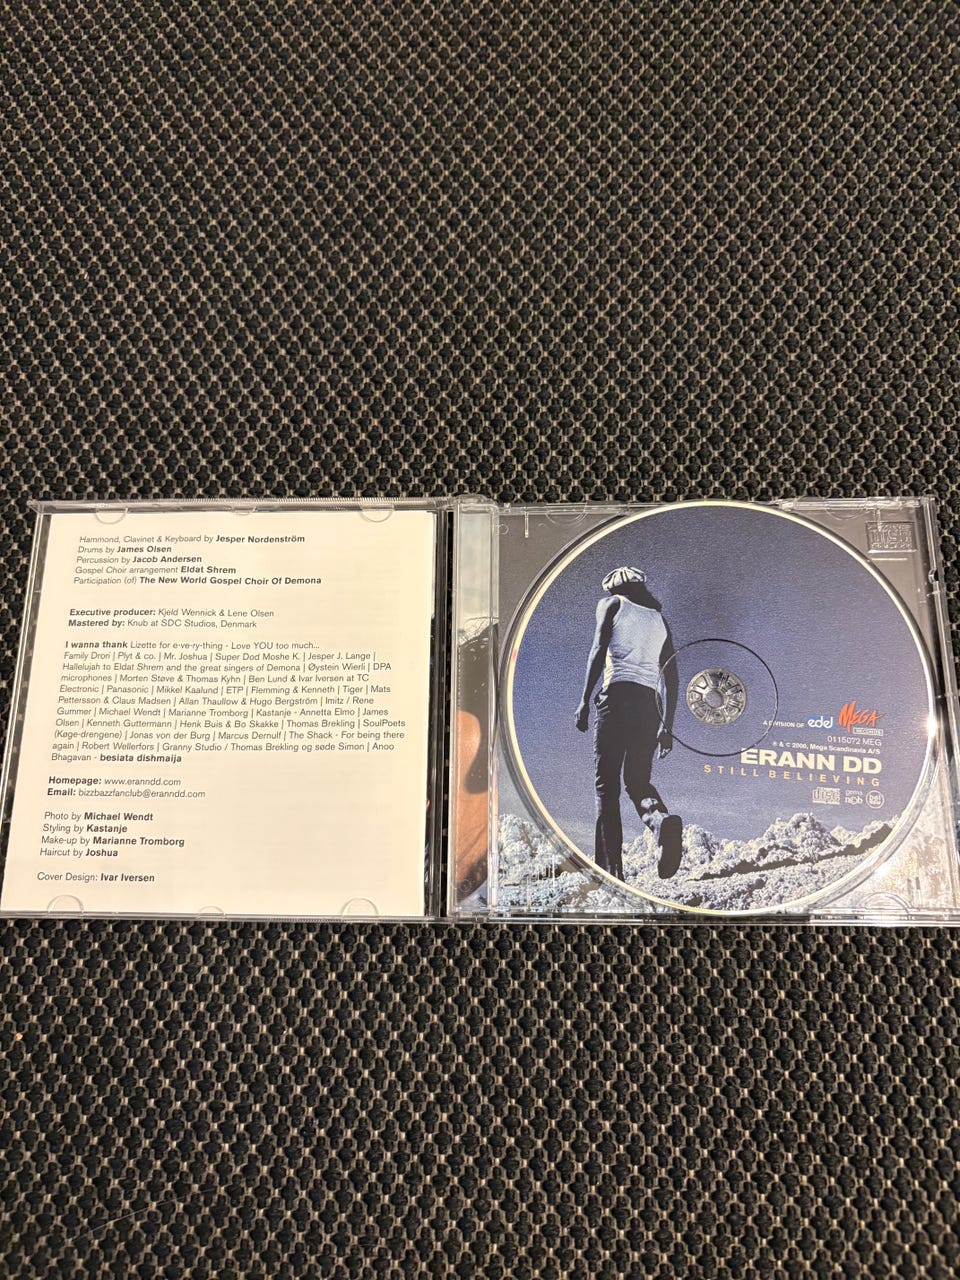 Hammond, Clavinet & Keyboard by Jesper Nordenström
Drums by James Olsen
Percussion by Jacob Andersen
Gospel Choir arrangement Eldat Shrem
Participation (of) The New World Gospel Choir Of Demona
Executive producer: Kjeld Wennick & Lene Olsen
Mastered by: Knub at SDC Studios, Denmark
I wanna thank Lizette for e-ve-ry-thing - Love YOU too much...
Family Drori | Plyt & co. | Mr. Joshua | Super Dod Moshe K. | Jesper J. Lange |
Hallelujah to Eldat Shrem and the great singers of Demona | Øystein Wierli | DPA
microphones | Morten Støve & Thomas Kyhn | Ben Lund & Ivar Iversen at TC
Electronic | Panasonic | Mikkel Kaalund | ETP | Flemming & Kenneth | Tiger | Mats
Pettersson & Claus Madsen | Allan Thaullow & Hugo Bergström | Imitz / Rene
Gummer | Michael Wendt | Marianne Tromborg | Kastanje - Annetta Elmo | James
Olsen | Kenneth Guttermann | Henk Buis & Bo Skakke | Thomas Brekling | SoulPoets
(Køge-drengene) | Jonas von der Burg | Marcus Dernulf | The Shack - For being there
again | Robert Wellerfors | Granny Studio / Thomas Brekling og søde Simon | Anoo
Bhagavan - besiata dishmaija
Homepage: www.eranndd.com
Email: bizzbazzfanclub@eranndd.com
Photo by Michael Wendt
Styling by Kastanje
Make-up by Marianne Tromborg
Haircut by Joshua
Cover Design: Ivar Iversen
A DIVISION OF edel MEGA
RECORDS
0115072 MEG
℗ & © 2000, Mega Scandinavia A/S
ERANN DD
STILL BELIEVING
disc
gema
ncb